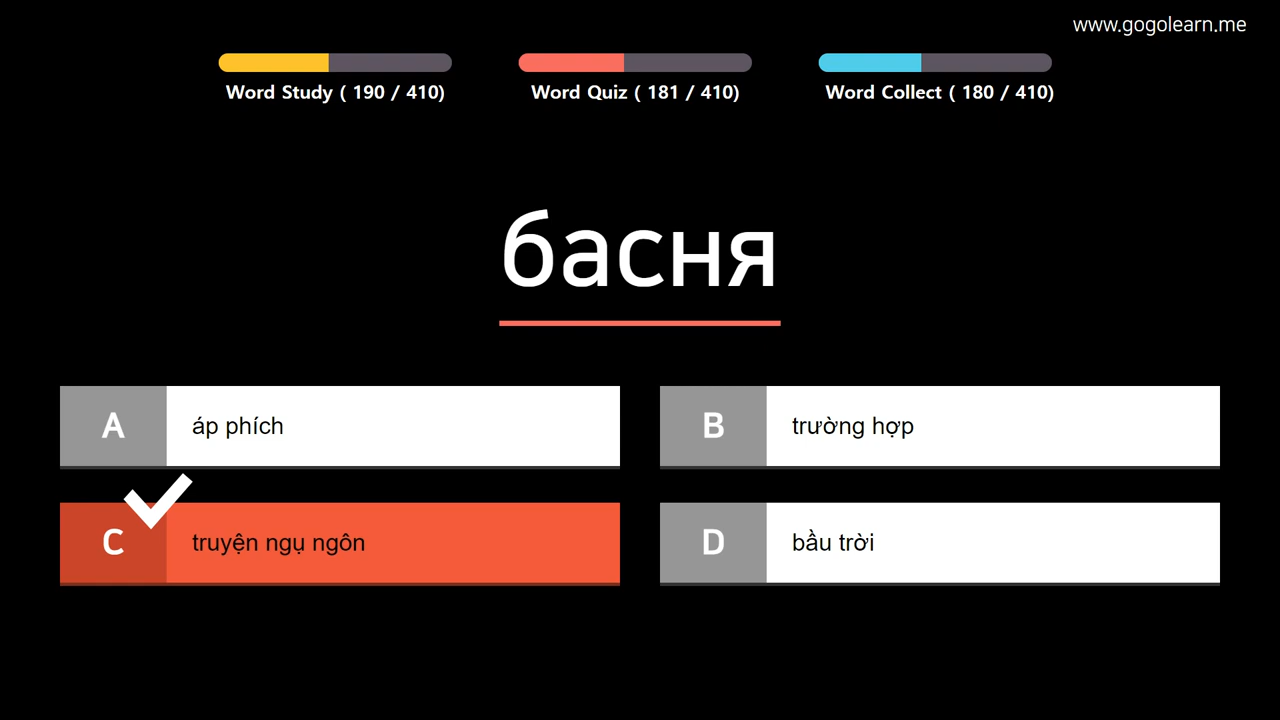 www.gogolearn.me
Word Study ( 190 / 410)
Word Quiz ( 181 / 410)
Word Collect ( 180 / 410)
басня
A áp phích
B trường hợp
C truyện ngụ ngôn
D bầu trời